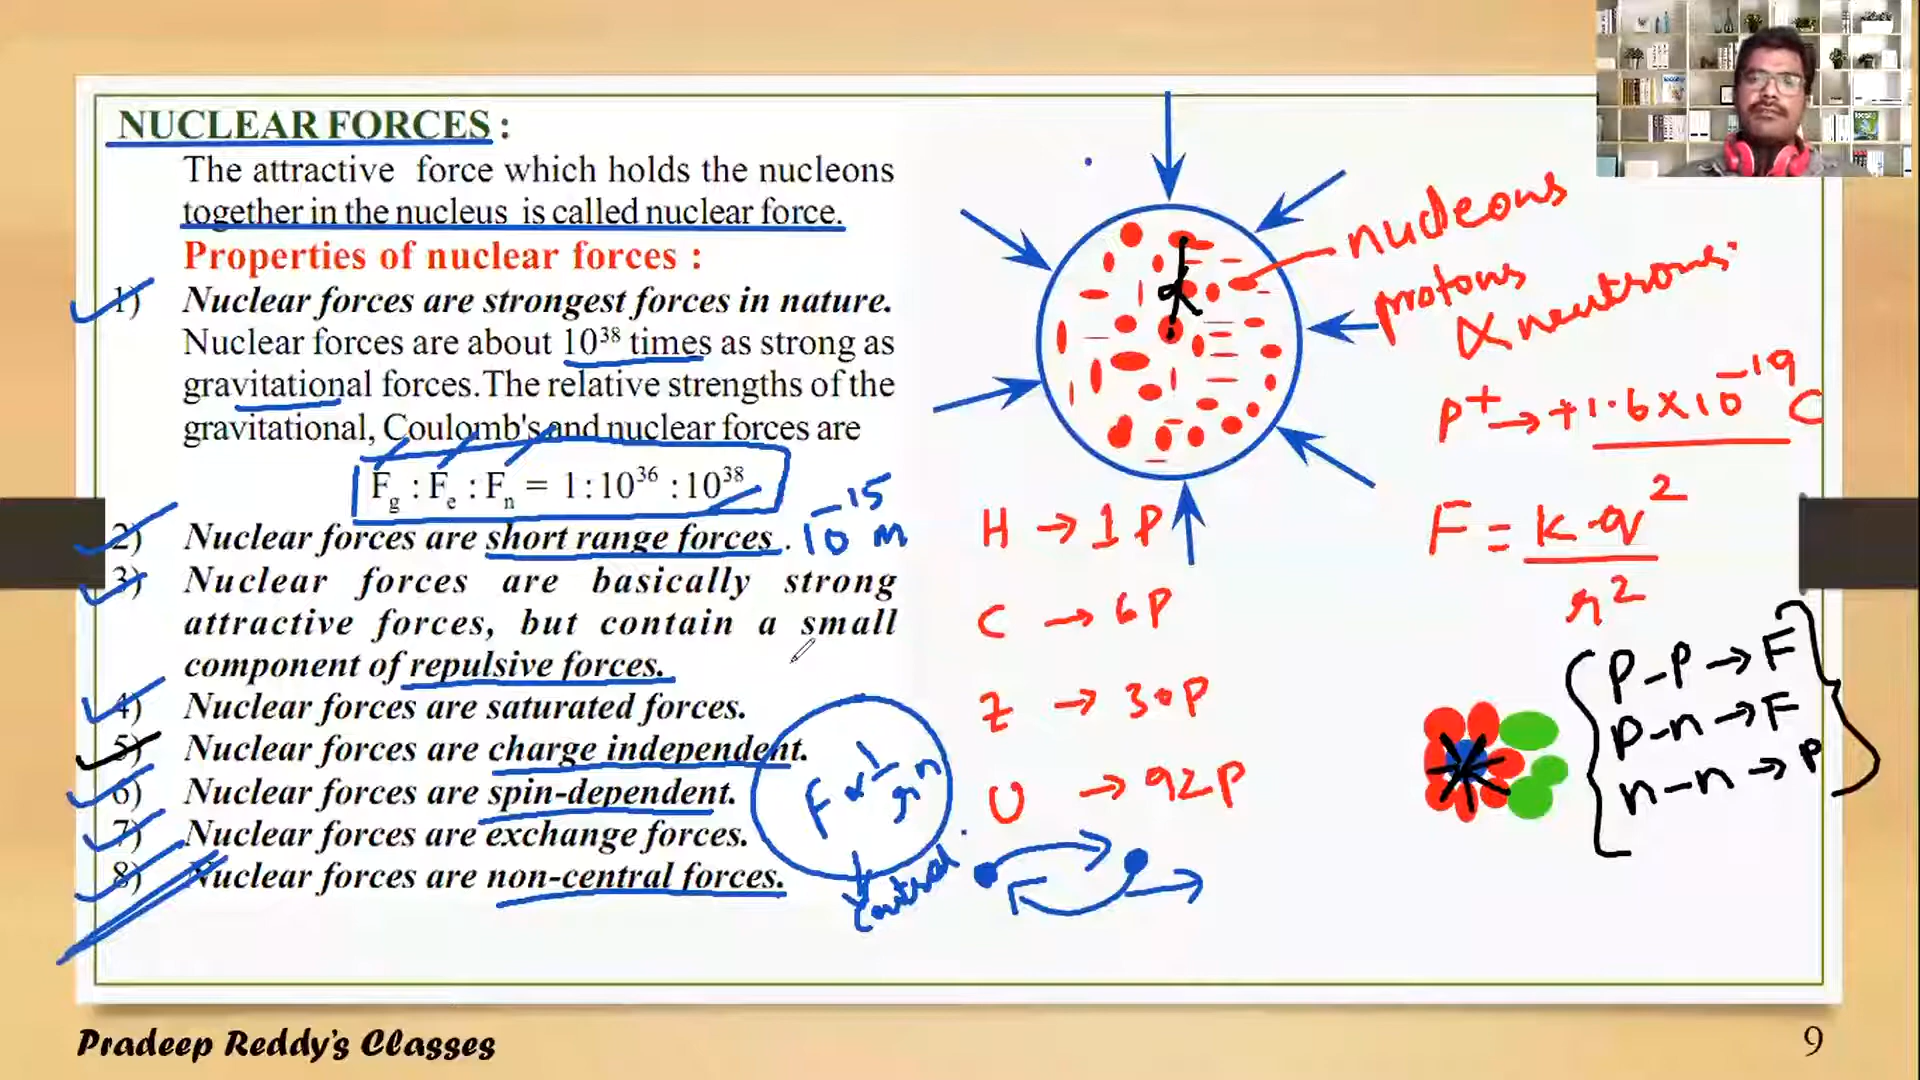 NUCLEAR FORCES :
The attractive force which holds the nucleons
together in the nucleus is called nuclear force.
Properties of nuclear forces :
1) Nuclear forces are strongest forces in nature.
Nuclear forces are about 10³⁸ times as strong as
gravitational forces.The relative strengths of the
gravitational, Coulomb's and nuclear forces are
F_g : F_e : F_n = 1 : 10³⁶ : 10³⁸
2) Nuclear forces are short range forces . 10⁻¹⁵ m
3) Nuclear forces are basically strong
attractive forces, but contain a small
component of repulsive forces.
4) Nuclear forces are saturated forces.
5) Nuclear forces are charge independent.
6) Nuclear forces are spin-dependent.
7) Nuclear forces are exchange forces.
8) Nuclear forces are non-central forces.
F ∝ 1/rⁿ
Central
nucleons
protons
& neutrons
P⁺ → +1.6×10⁻¹⁹ C
F = K·q²/r²
H → 1P
C → 6P
Z → 30P
U → 92P
P-P → F
P-n → F
n-n → P
Pradeep Reddy's Classes
9